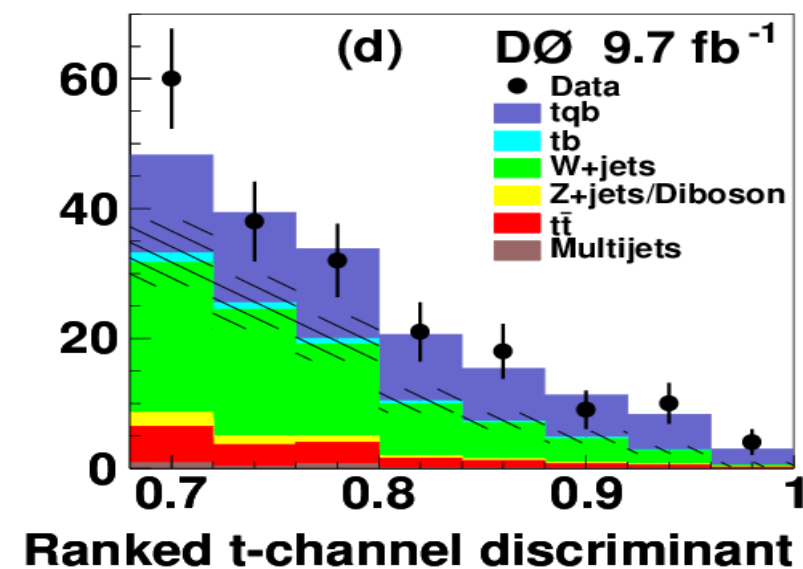 (d) DØ 9.7 fb⁻¹
Data
tqb
tb
W+jets
Z+jets/Diboson
tt̄
Multijets
60
40
20
0
0.7 0.8 0.9 1
Ranked t-channel discriminant